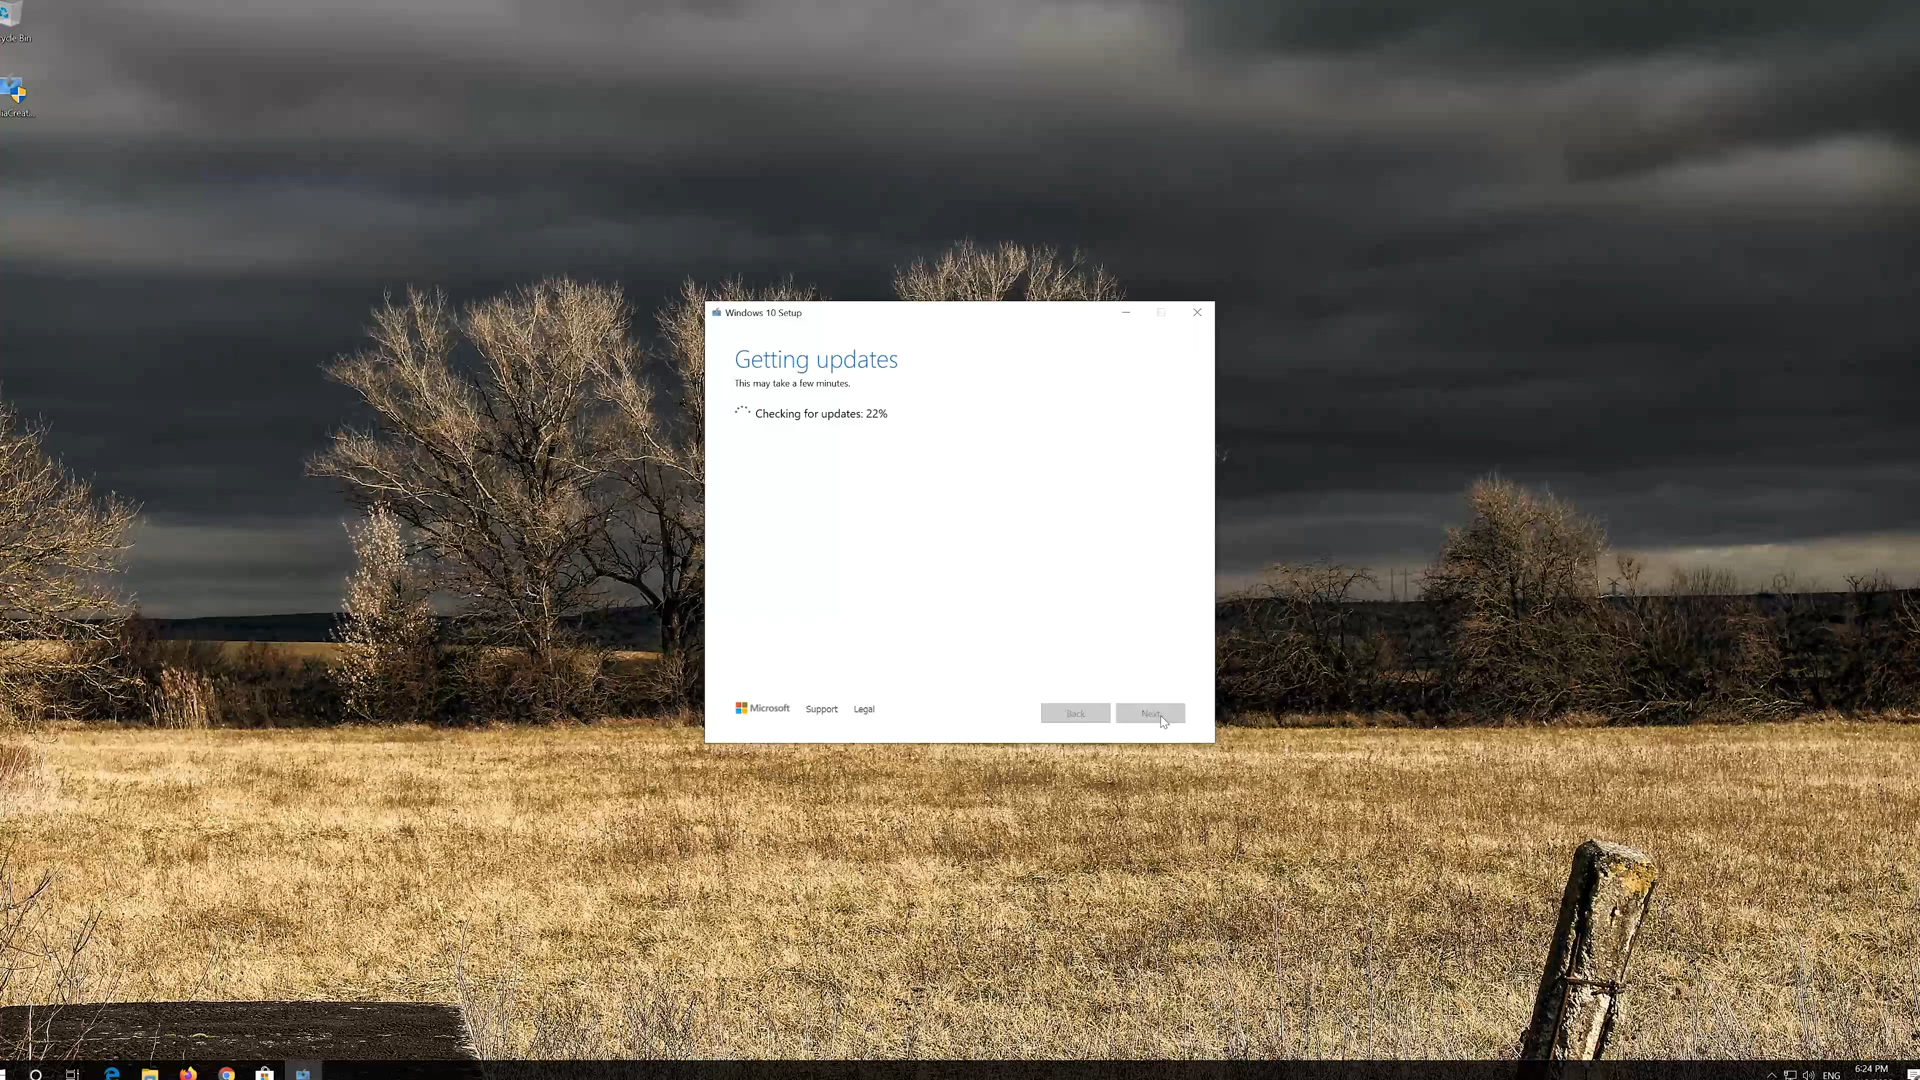 ycle Bin
iaCreat...
Windows 10 Setup
Getting updates
This may take a few minutes.
Checking for updates: 22%
Microsoft
Support
Legal
Back
Next
ENG
6:24 PM